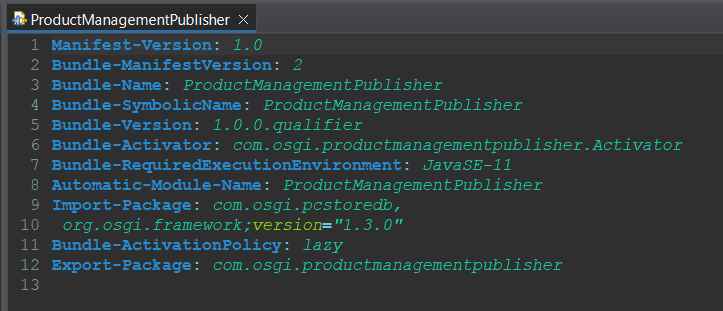 ProductManagementPublisher
1 Manifest-Version: 1.0
2 Bundle-ManifestVersion: 2
3 Bundle-Name: ProductManagementPublisher
4 Bundle-SymbolicName: ProductManagementPublisher
5 Bundle-Version: 1.0.0.qualifier
6 Bundle-Activator: com.osgi.productmanagementpublisher.Activator
7 Bundle-RequiredExecutionEnvironment: JavaSE-11
8 Automatic-Module-Name: ProductManagementPublisher
9 Import-Package: com.osgi.pcstoredb,
10 org.osgi.framework;version="1.3.0"
11 Bundle-ActivationPolicy: lazy
12 Export-Package: com.osgi.productmanagementpublisher
13